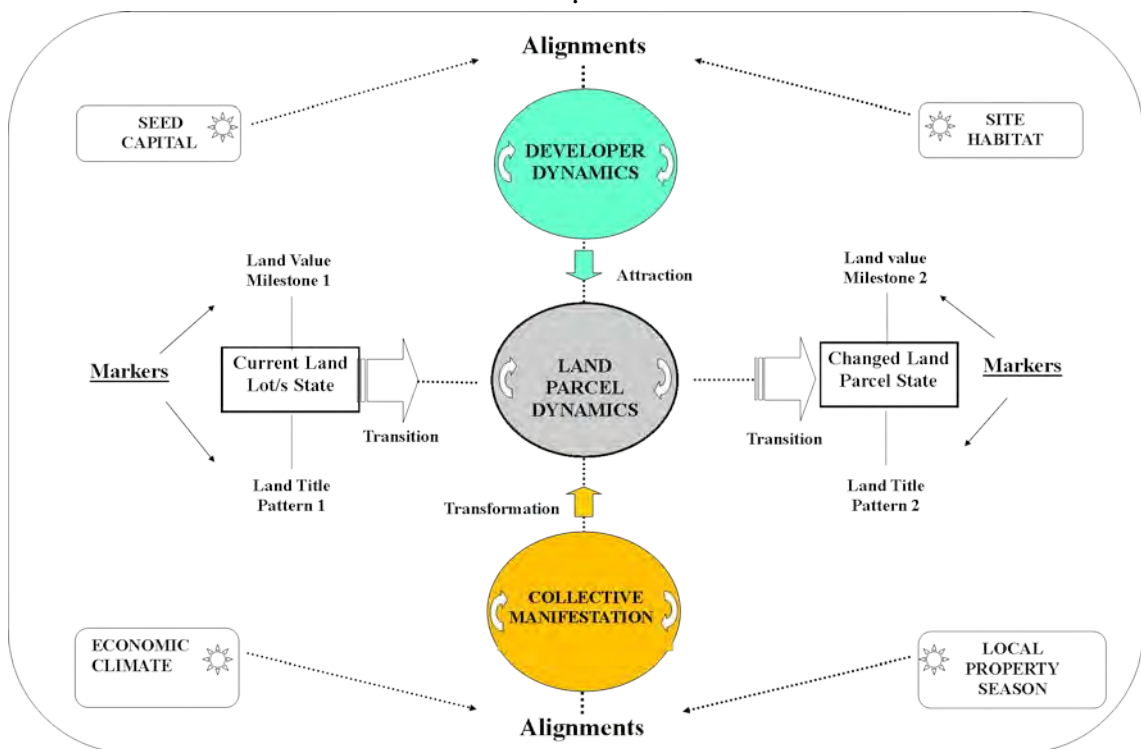 Alignments
SEED
CAPITAL
SITE
HABITAT
DEVELOPER
DYNAMICS
Land Value
Milestone 1
Attraction
Land value
Milestone 2
Markers
Current Land
Lot/s State
LAND
PARCEL
DYNAMICS
Changed Land
Parcel State
Markers
Transition
Transition
Land Title
Pattern 1
Transformation
Land Title
Pattern 2
COLLECTIVE
MANIFESTATION
ECONOMIC
CLIMATE
LOCAL
PROPERTY
SEASON
Alignments